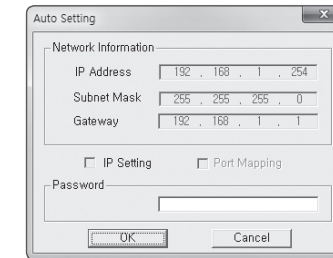 Auto Setting
Network Information
IP Address 192 . 168 . 1 . 254
Subnet Mask 255 . 255 . 255 . 0
Gateway 192 . 168 . 1 . 1
IP Setting Port Mapping
Password
OK Cancel